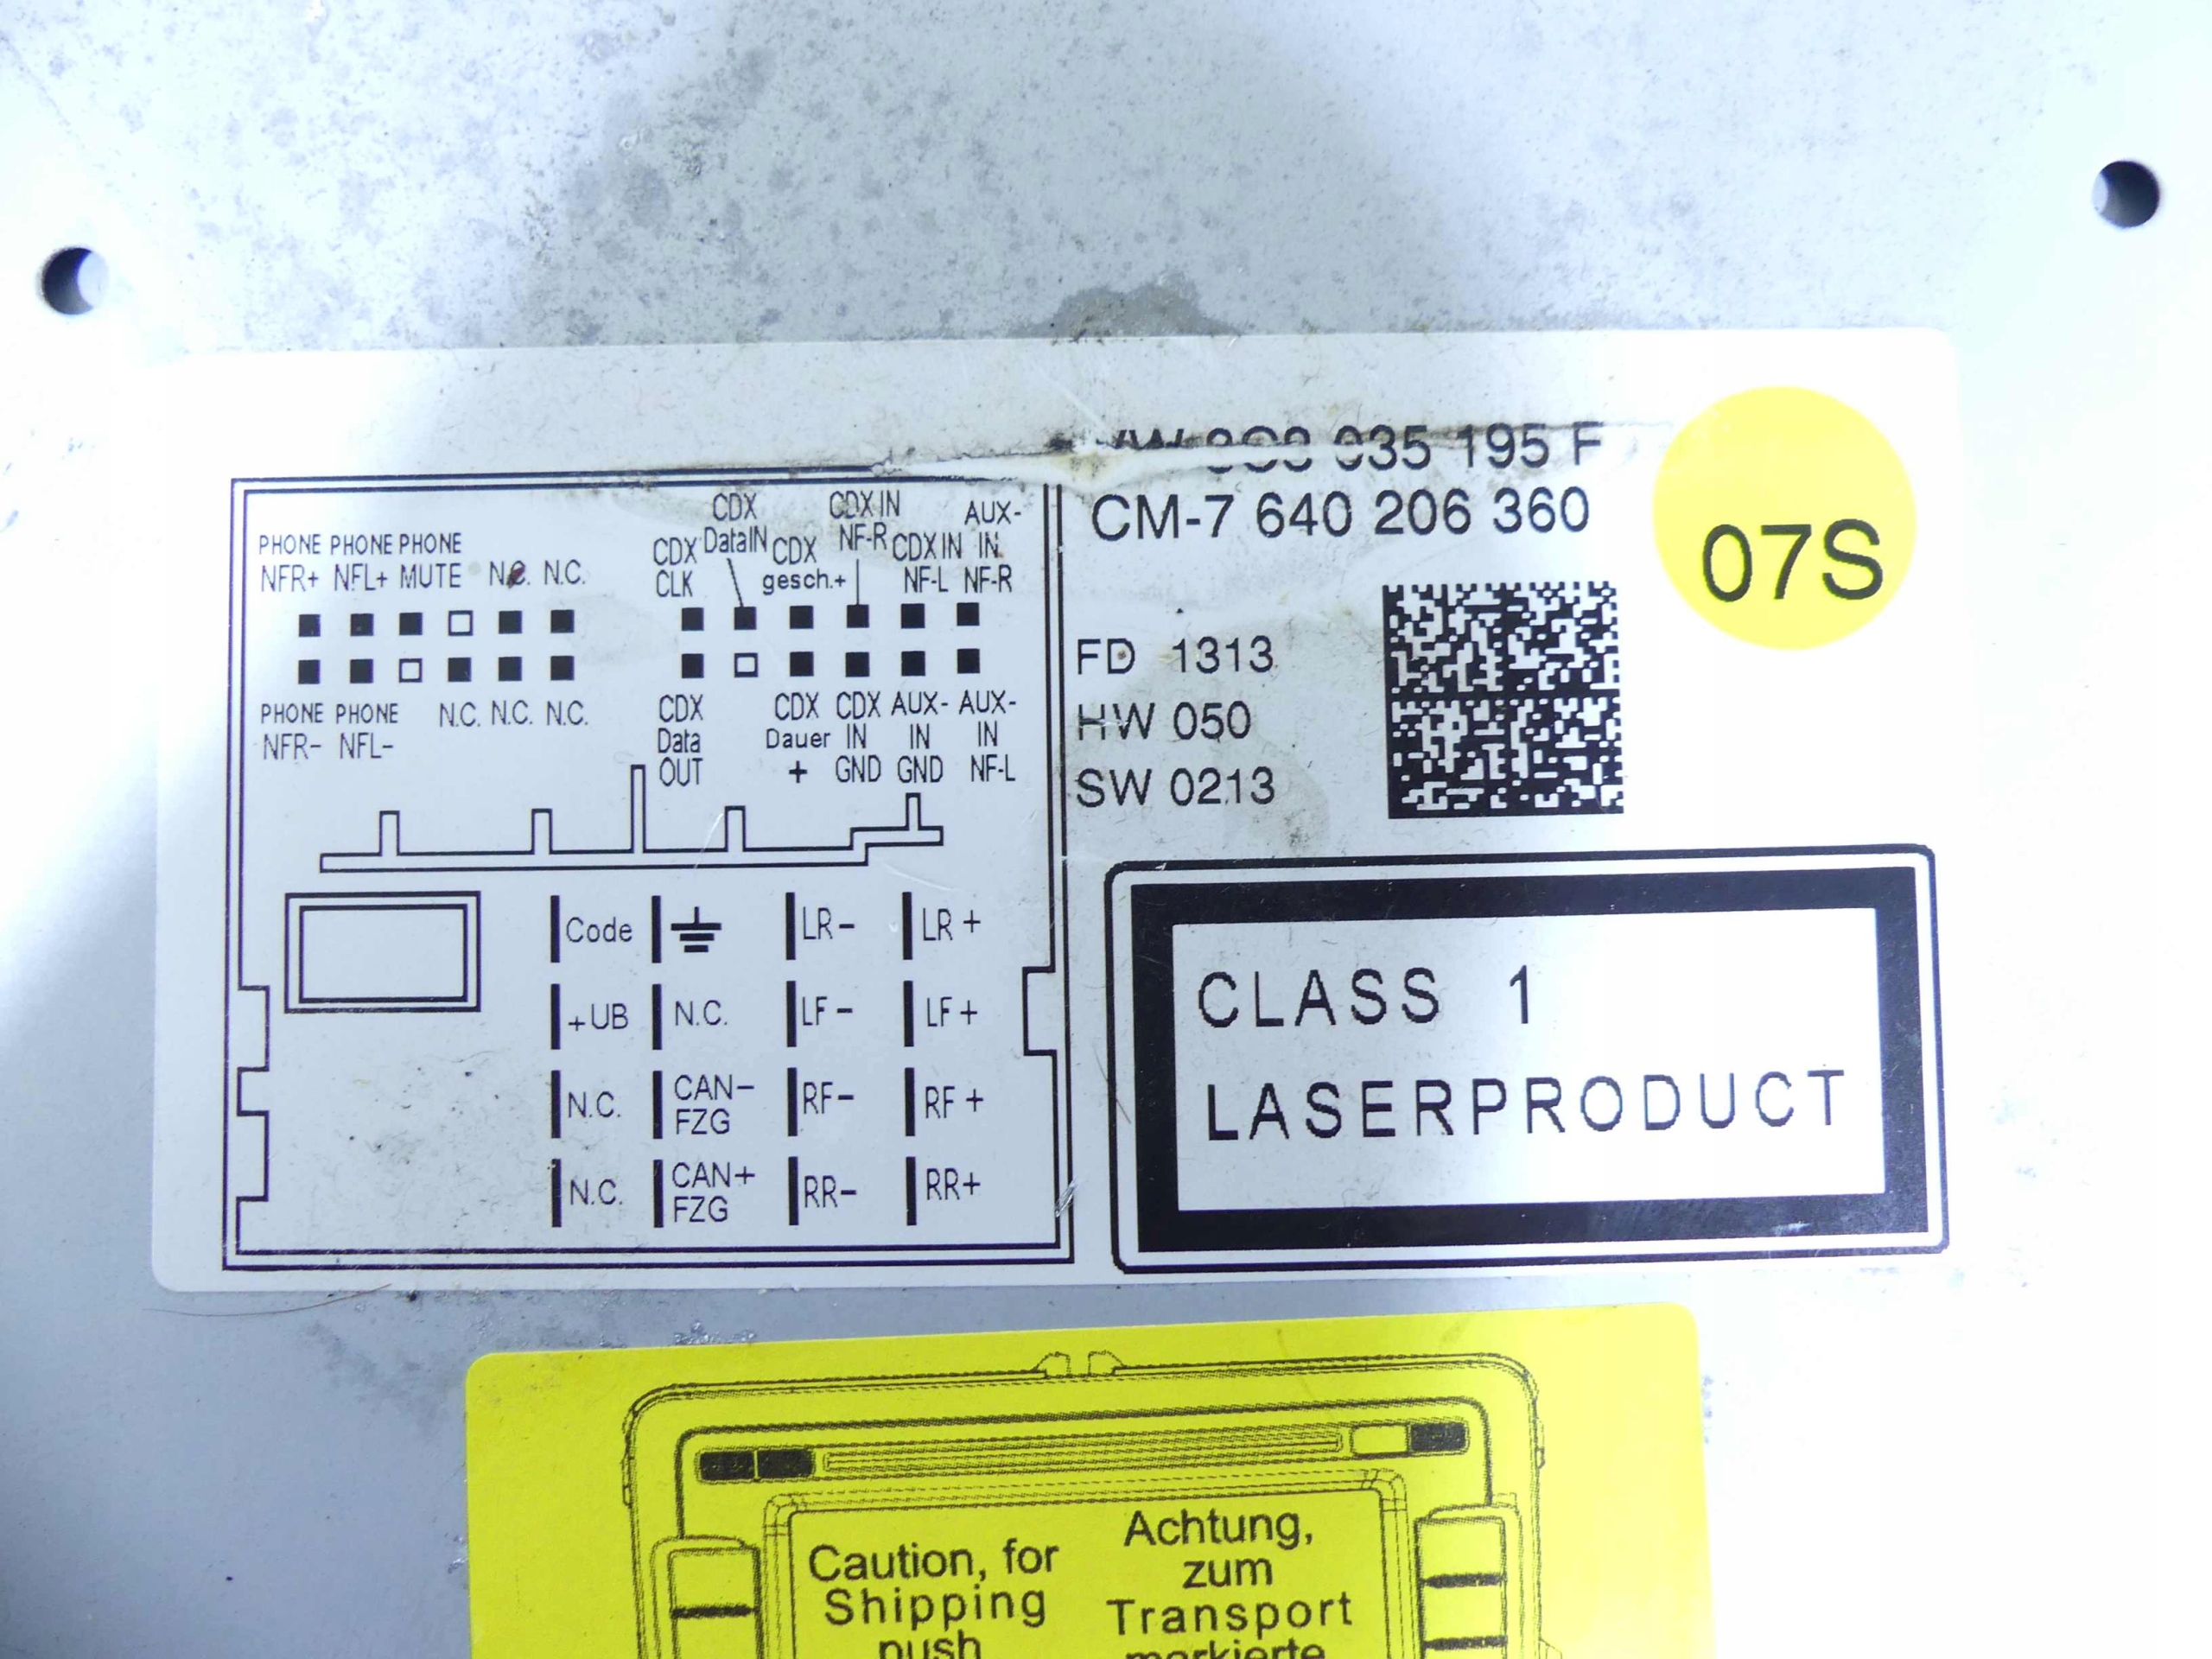 035 195 F
CM-7 640 206 360
07S
FD 1313
HW 050
SW 0213
CDX DataIN
CDX IN NF-R
AUX-IN NF-R
PHONE NFR+
PHONE NFL+
PHONE MUTE
N.C. N.C.
CDX CLK
CDX gesch.+
CDX IN NF-L
PHONE NFR-
PHONE NFL-
N.C. N.C. N.C.
CDX Data OUT
CDX Dauer +
CDX IN GND
AUX-IN GND
AUX-IN NF-L
Code LR- LR+
+UB N.C. LF- LF+
N.C. CAN- FZG RF- RF+
N.C. CAN+ FZG RR- RR+
CLASS 1
LASERPRODUCT
Caution, for
Shipping
push
Achtung,
zum
Transport
markierte